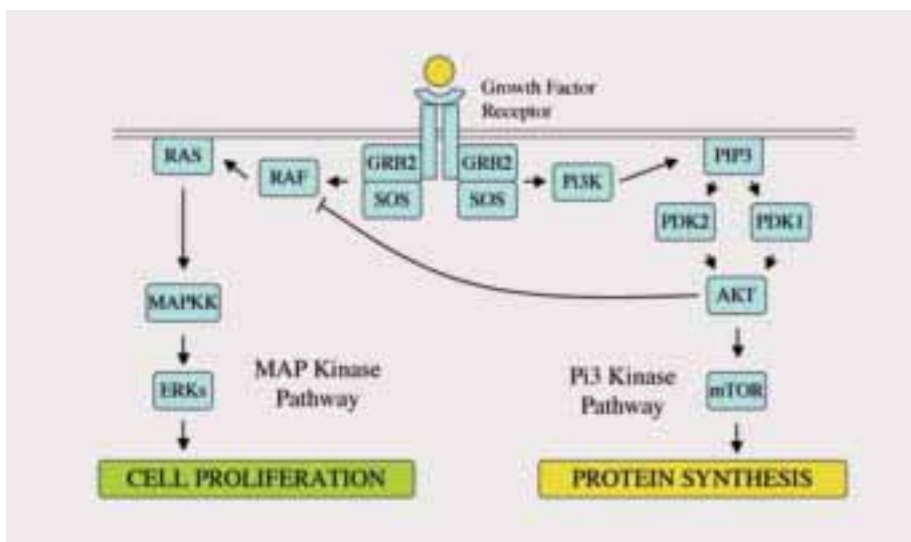 Growth Factor
Receptor
RAS
RAF
GRB2
SOS
GRB2
SOS
Pi3K
PIP3
PDK2
PDK1
MAPKK
AKT
ERKs
MAP Kinase
Pathway
Pi3 Kinase
Pathway
mTOR
CELL PROLIFERATION
PROTEIN SYNTHESIS